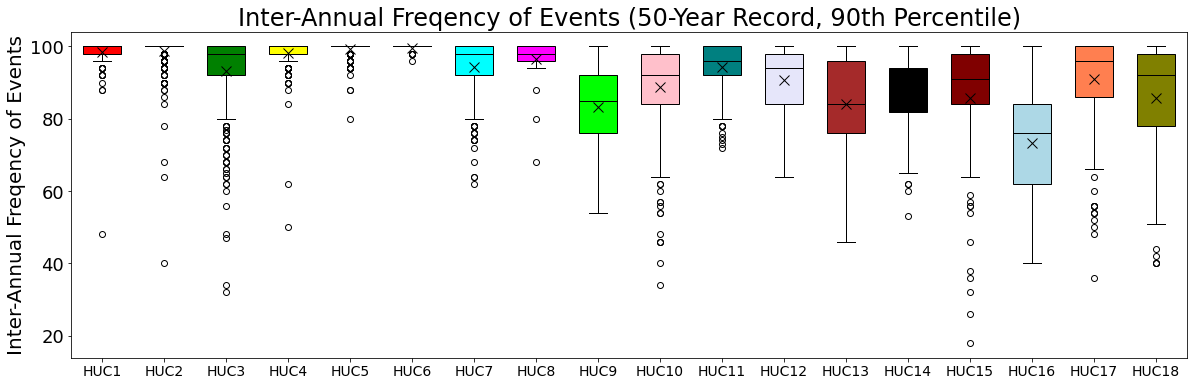 Inter-Annual Freqency of Events (50-Year Record, 90th Percentile)
Inter-Annual Freqency of Events
100
80
60
40
20
HUC1 HUC2 HUC3 HUC4 HUC5 HUC6 HUC7 HUC8 HUC9 HUC10 HUC11 HUC12 HUC13 HUC14 HUC15 HUC16 HUC17 HUC18